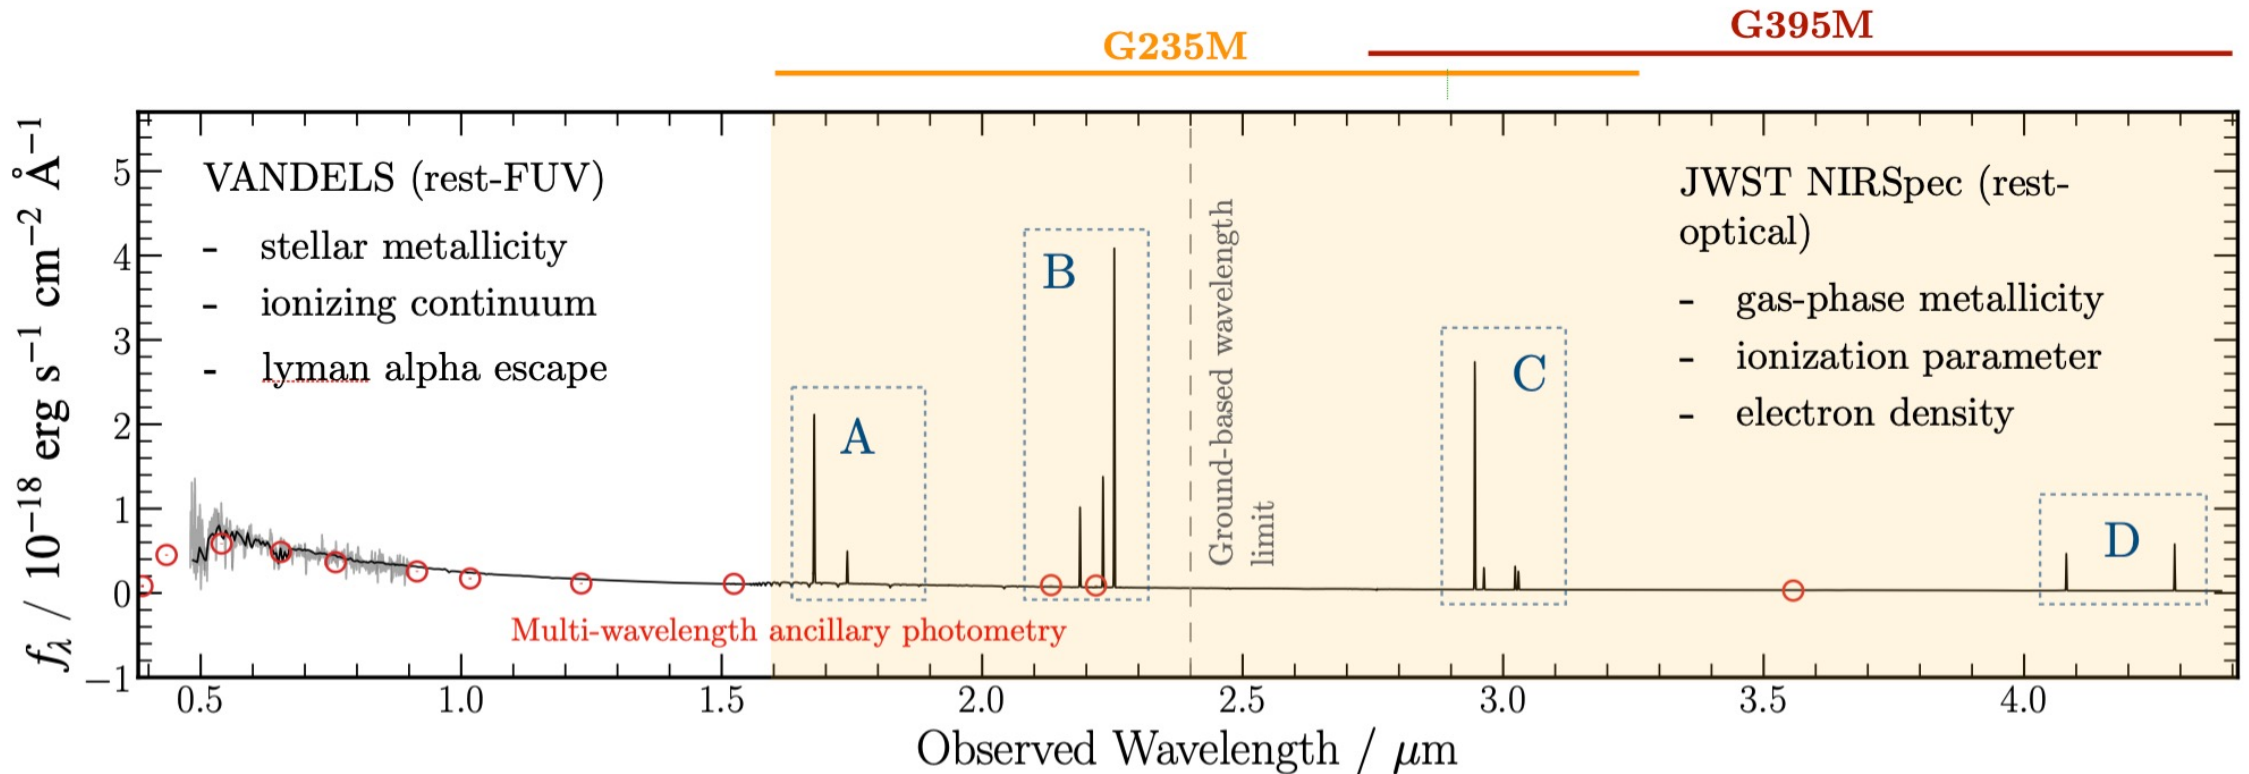 G235M
G395M
VANDELS (rest-FUV)
- stellar metallicity
- ionizing continuum
- lyman alpha escape
A
B
Ground-based wavelength
limit
C
JWST NIRSpec (rest-
optical)
- gas-phase metallicity
- ionization parameter
- electron density
D
Multi-wavelength ancillary photometry
5
4
3
2
1
0
−1
f_λ / 10⁻¹⁸ erg s⁻¹ cm⁻² Å⁻¹
0.5 1.0 1.5 2.0 2.5 3.0 3.5 4.0
Observed Wavelength / μm